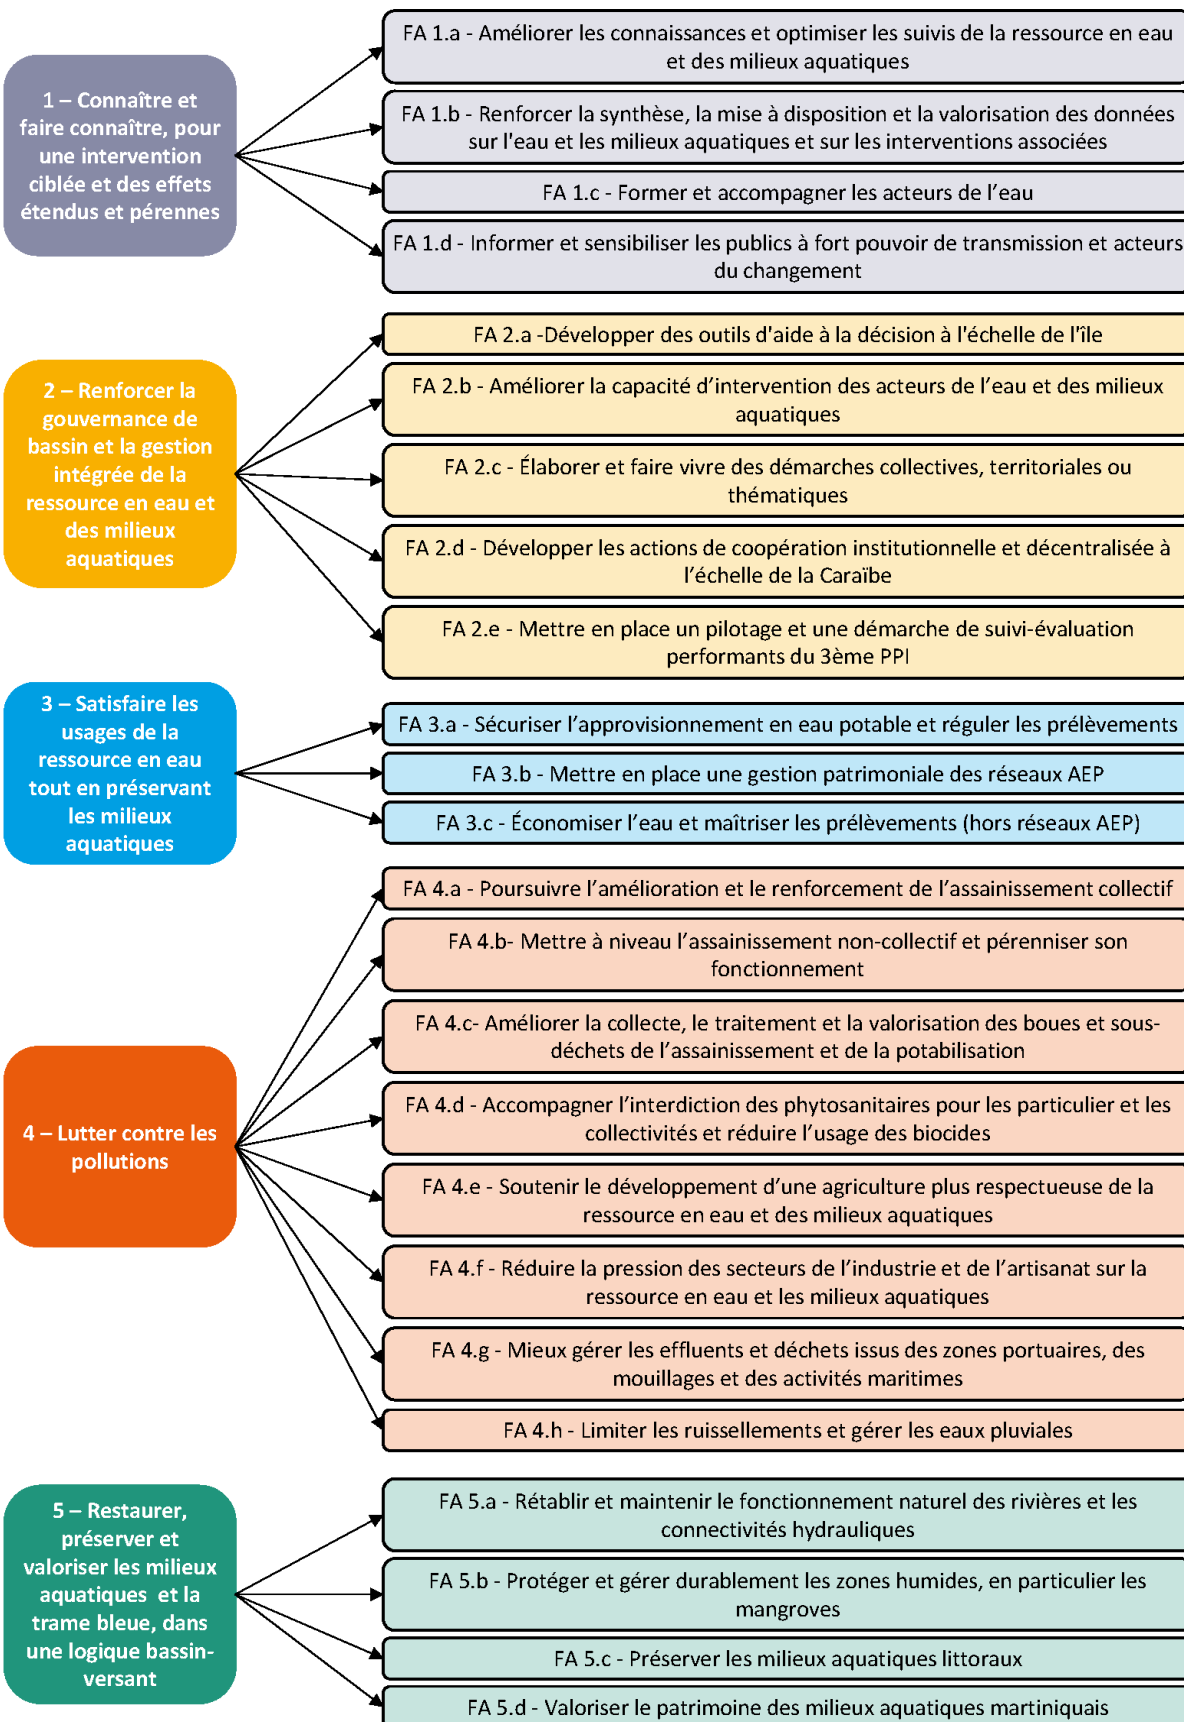 1 – Connaître et
faire connaître, pour
une intervention
ciblée et des effets
étendus et pérennes
FA 1.a - Améliorer les connaissances et optimiser les suivis de la ressource en eau
et des milieux aquatiques
FA 1.b - Renforcer la synthèse, la mise à disposition et la valorisation des données
sur l'eau et les milieux aquatiques et sur les interventions associées
FA 1.c - Former et accompagner les acteurs de l’eau
FA 1.d - Informer et sensibiliser les publics à fort pouvoir de transmission et acteurs
du changement
2 – Renforcer la
gouvernance de
bassin et la gestion
intégrée de la
ressource en eau et
des milieux
aquatiques
FA 2.a -Développer des outils d'aide à la décision à l'échelle de l'île
FA 2.b - Améliorer la capacité d’intervention des acteurs de l’eau et des milieux
aquatiques
FA 2.c - Élaborer et faire vivre des démarches collectives, territoriales ou
thématiques
FA 2.d - Développer les actions de coopération institutionnelle et décentralisée à
l’échelle de la Caraïbe
FA 2.e - Mettre en place un pilotage et une démarche de suivi-évaluation
performants du 3ème PPI
3 – Satisfaire les
usages de la
ressource en eau
tout en préservant
les milieux
aquatiques
FA 3.a - Sécuriser l’approvisionnement en eau potable et réguler les prélèvements
FA 3.b - Mettre en place une gestion patrimoniale des réseaux AEP
FA 3.c - Économiser l’eau et maîtriser les prélèvements (hors réseaux AEP)
4 – Lutter contre les
pollutions
FA 4.a - Poursuivre l’amélioration et le renforcement de l’assainissement collectif
FA 4.b- Mettre à niveau l’assainissement non-collectif et pérenniser son
fonctionnement
FA 4.c- Améliorer la collecte, le traitement et la valorisation des boues et sous-
déchets de l’assainissement et de la potabilisation
FA 4.d - Accompagner l’interdiction des phytosanitaires pour les particulier et les
collectivités et réduire l’usage des biocides
FA 4.e - Soutenir le développement d’une agriculture plus respectueuse de la
ressource en eau et des milieux aquatiques
FA 4.f - Réduire la pression des secteurs de l’industrie et de l’artisanat sur la
ressource en eau et les milieux aquatiques
FA 4.g - Mieux gérer les effluents et déchets issus des zones portuaires, des
mouillages et des activités maritimes
FA 4.h - Limiter les ruissellements et gérer les eaux pluviales
5 – Restaurer,
préserver et
valoriser les milieux
aquatiques et la
trame bleue, dans
une logique bassin-
versant
FA 5.a - Rétablir et maintenir le fonctionnement naturel des rivières et les
connectivités hydrauliques
FA 5.b - Protéger et gérer durablement les zones humides, en particulier les
mangroves
FA 5.c - Préserver les milieux aquatiques littoraux
FA 5.d - Valoriser le patrimoine des milieux aquatiques martiniquais